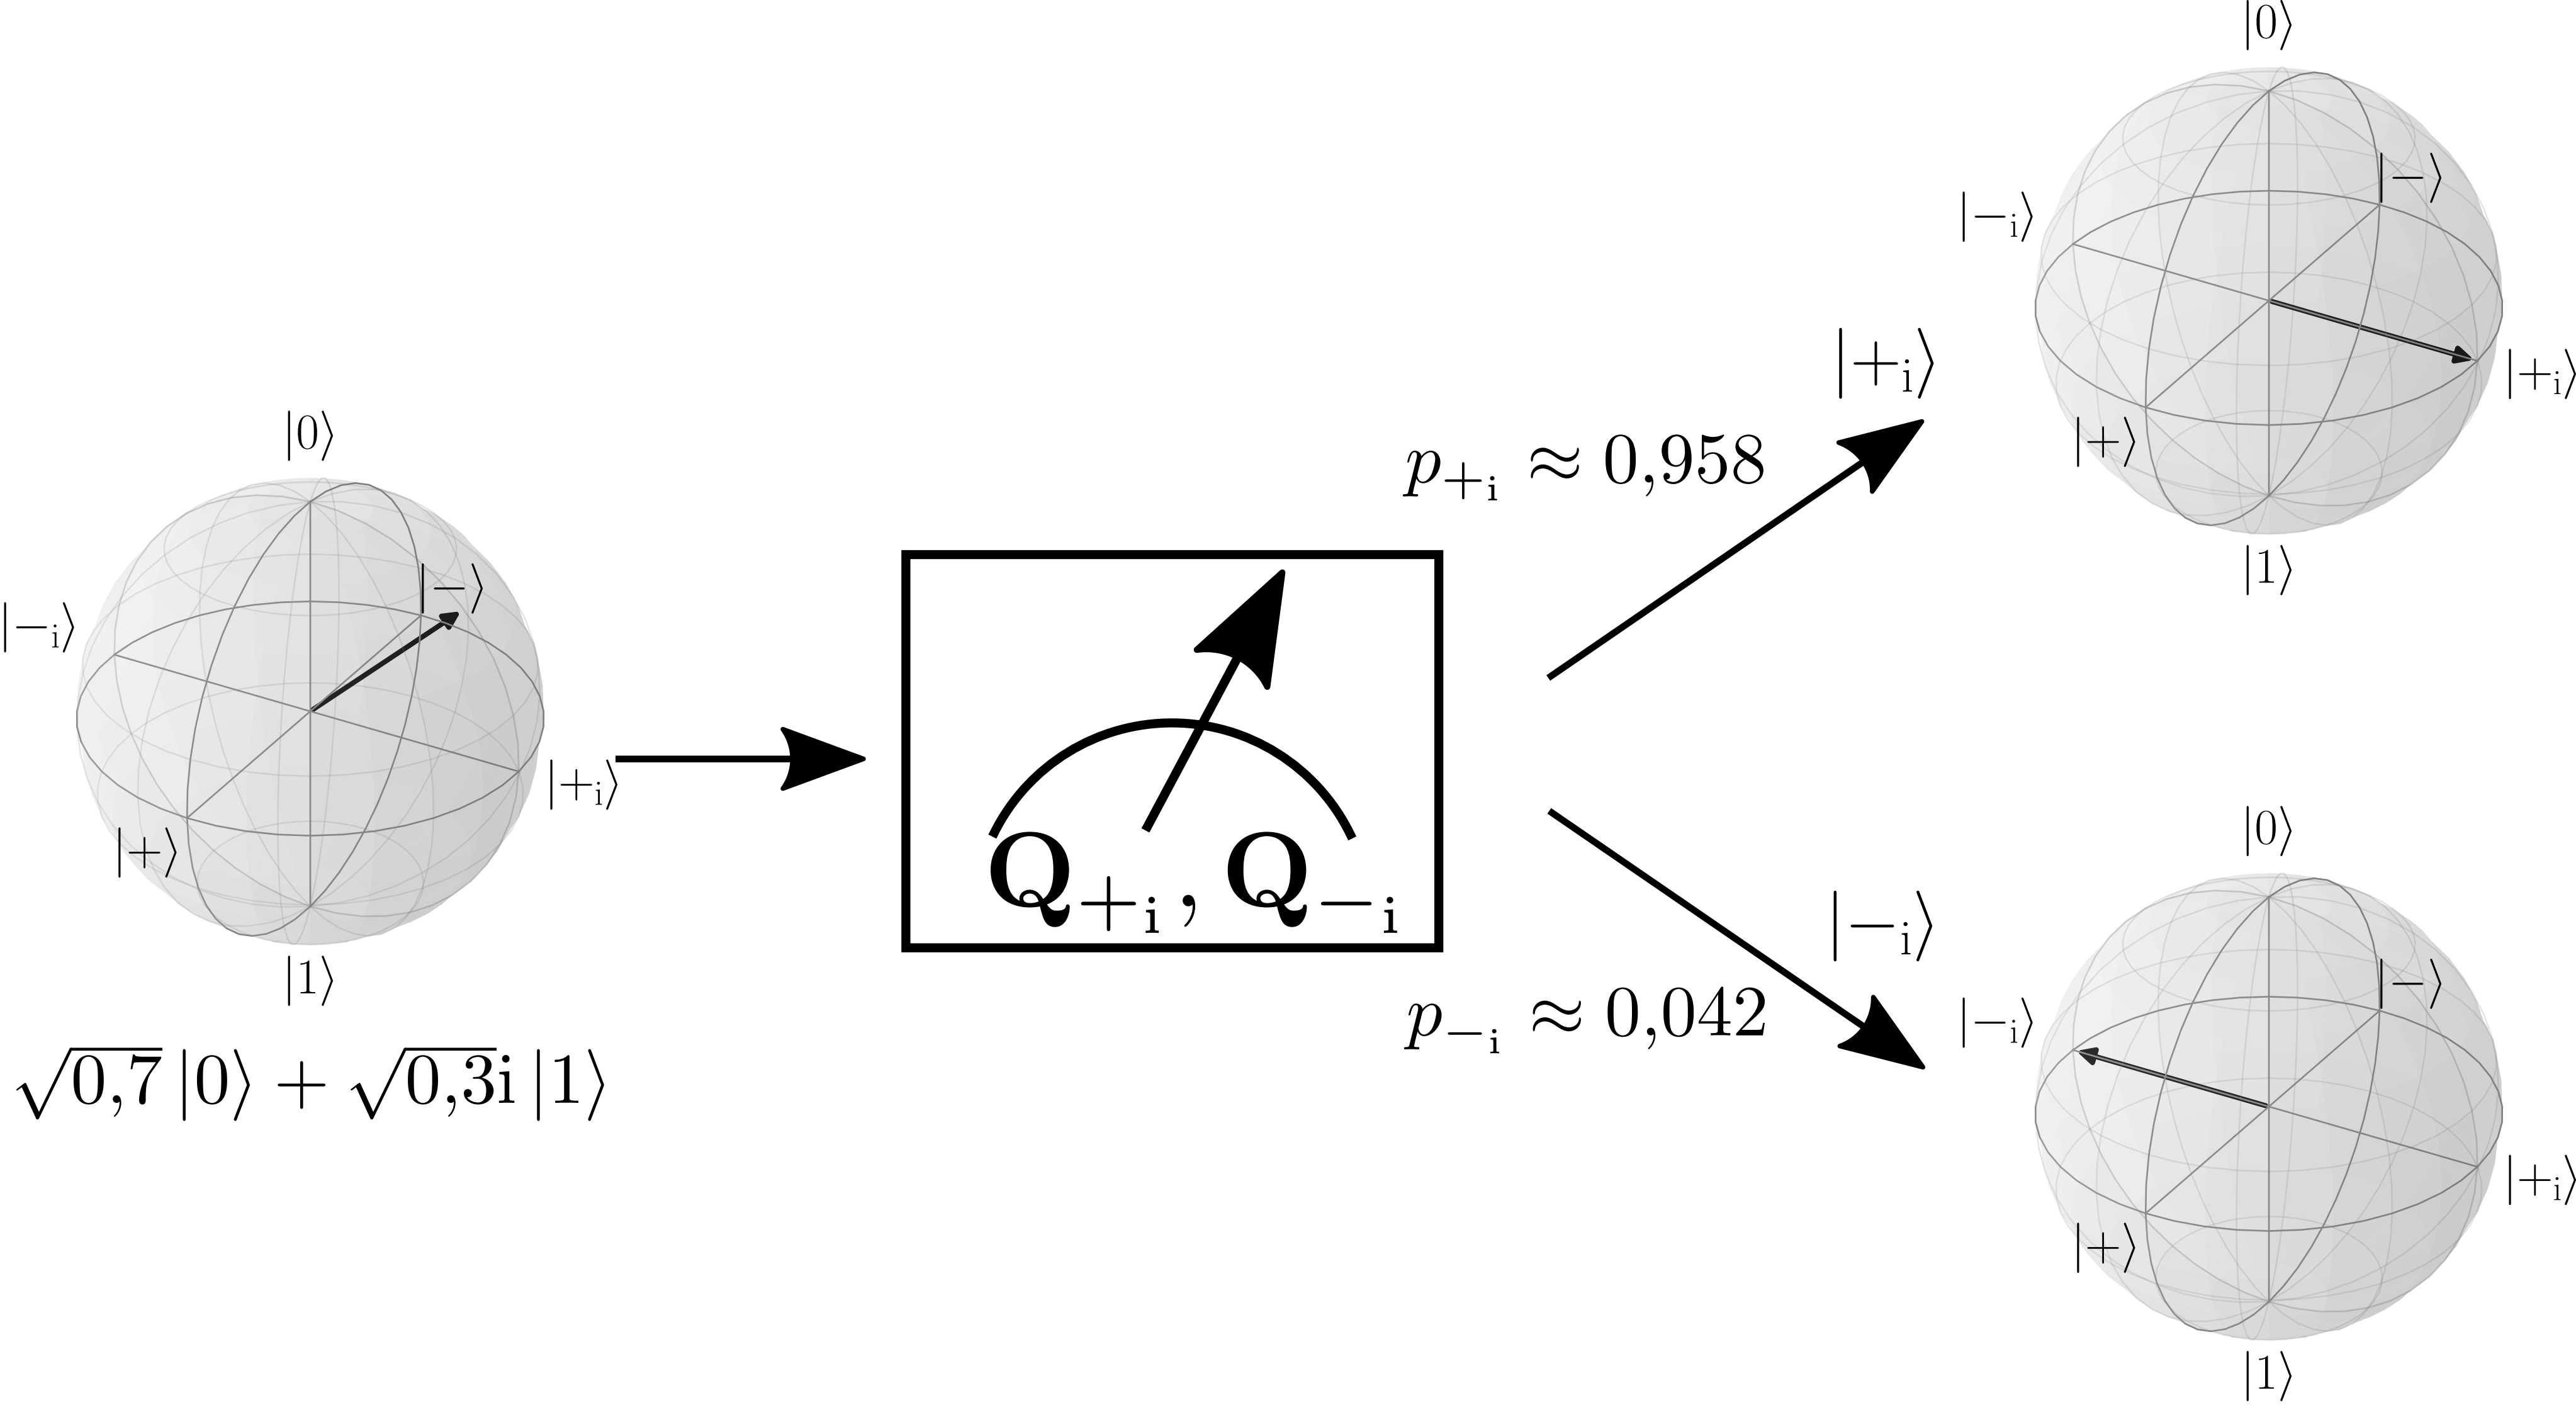 |0⟩
|−⟩
|−ᵢ⟩
|+ᵢ⟩
|+⟩
|1⟩
√0,7 |0⟩ + √0,3i |1⟩
Q₊ᵢ, Q₋ᵢ
p₊ᵢ ≈ 0,958
|+ᵢ⟩
p₋ᵢ ≈ 0,042
|−ᵢ⟩
|0⟩
|−⟩
|−ᵢ⟩
|+ᵢ⟩
|+⟩
|1⟩
|0⟩
|−⟩
|−ᵢ⟩
|+ᵢ⟩
|+⟩
|1⟩